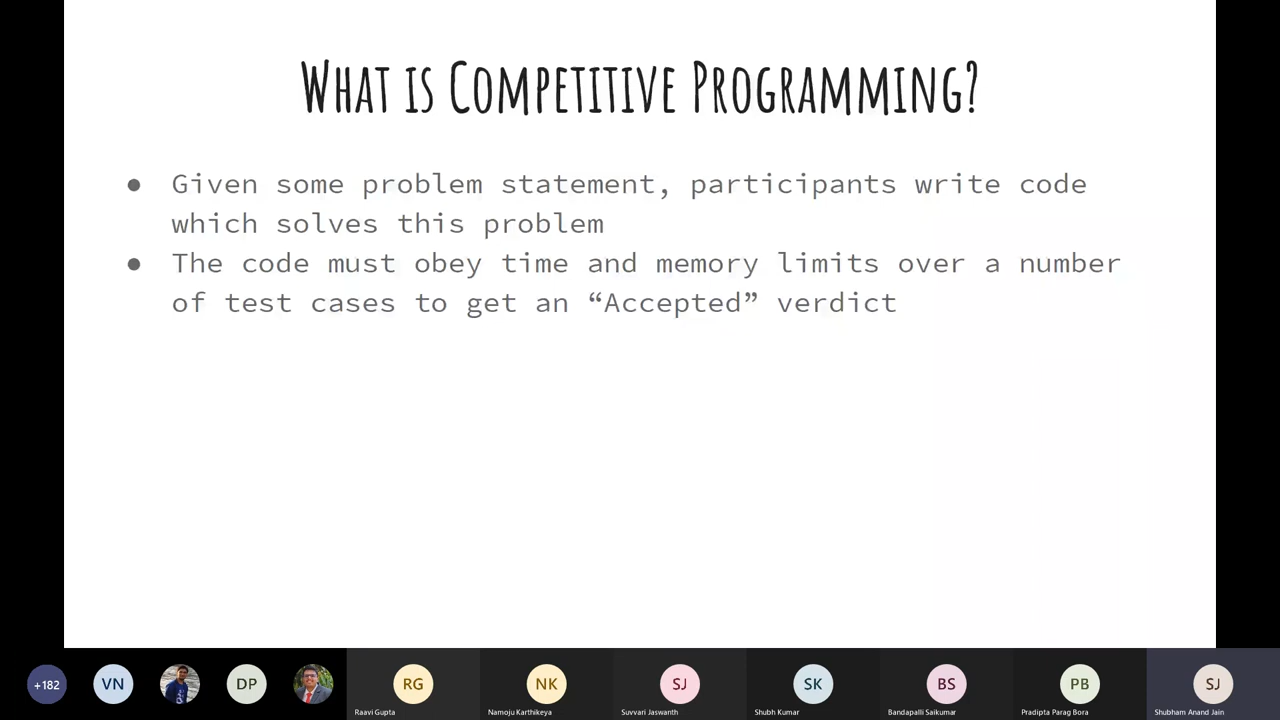 WHAT IS COMPETITIVE PROGRAMMING?
● Given some problem statement, participants write code
which solves this problem
● The code must obey time and memory limits over a number
of test cases to get an “Accepted” verdict
+182
VN
DP
RG
NK
SJ
SK
BS
PB
SJ
Raavi Gupta
Namoju Karthikeya
Suvvari Jaswanth
Shubh Kumar
Bandapalli Saikumar
Pradipta Parag Bora
Shubham Anand Jain